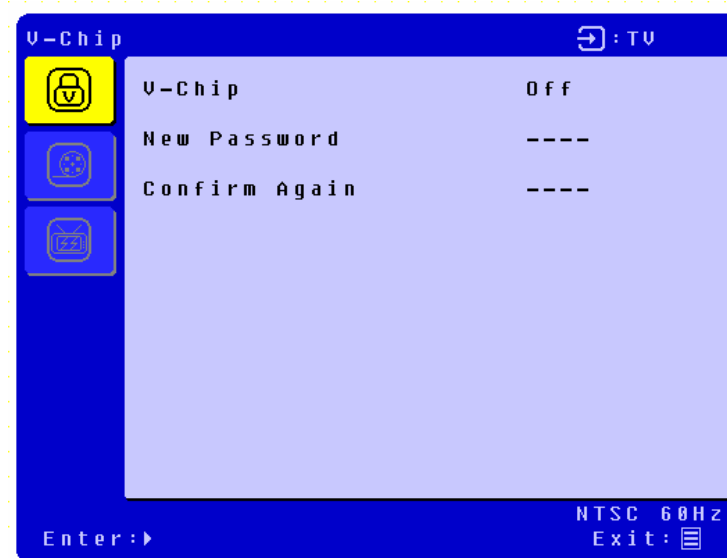 V-Chip :TV
V-Chip Off
New Password ----
Confirm Again ----
NTSC 60Hz
Enter: Exit: